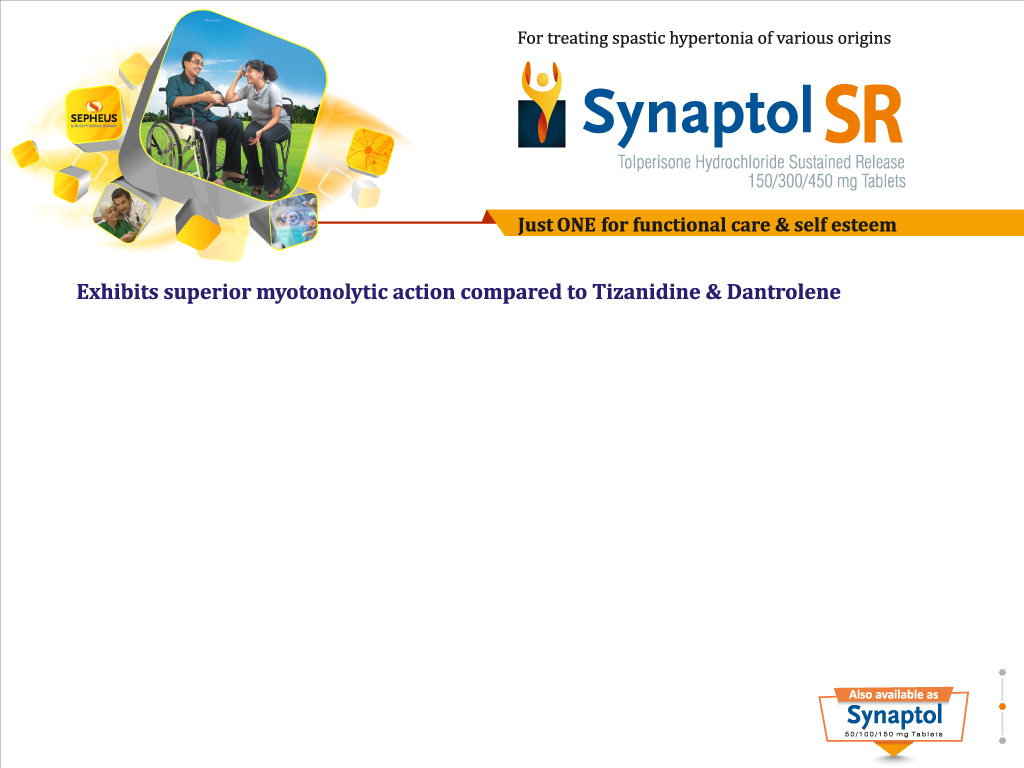 For treating spastic hypertonia of various origins
SEPHEUS
Synaptol SR
Tolperisone Hydrochloride Sustained Release
150/300/450 mg Tablets
Just ONE for functional care & self esteem
Exhibits superior myotonolytic action compared to Tizanidine & Dantrolene
Also available as
Synaptol
50/100/150 mg Tablets